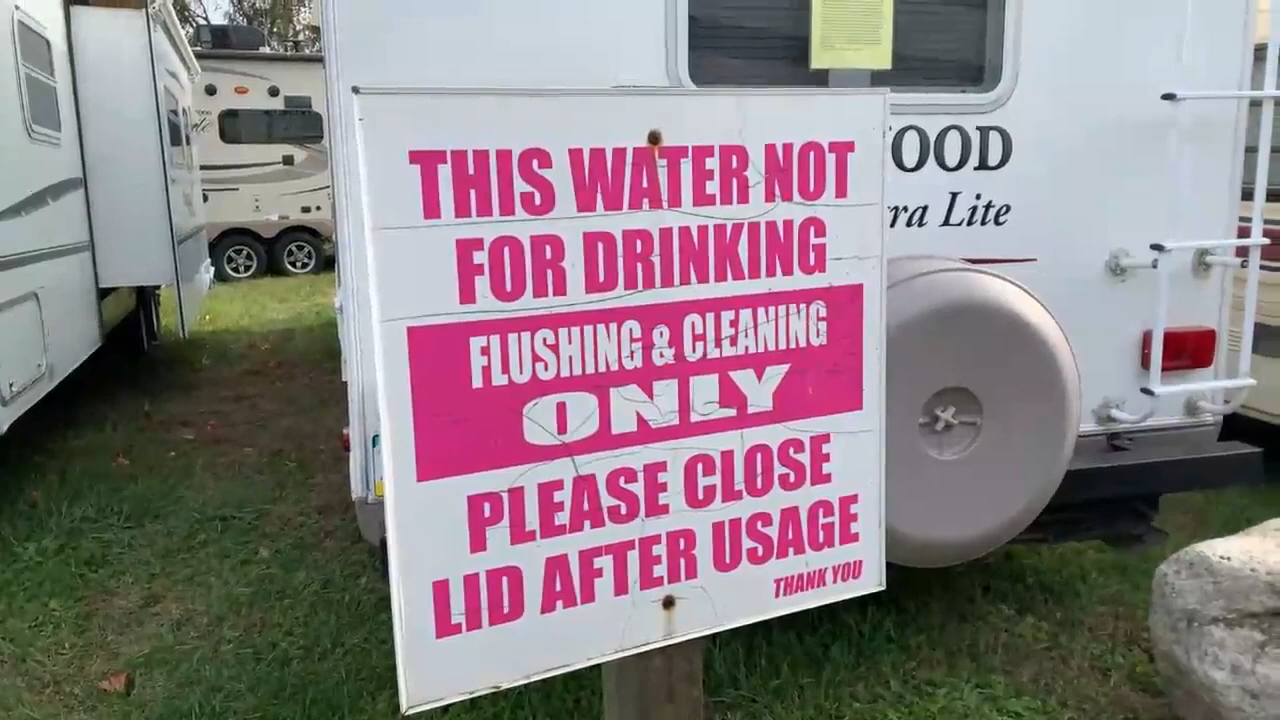 THIS WATER NOT
FOR DRINKING
FLUSHING & CLEANING
ONLY
PLEASE CLOSE
LID AFTER USAGE
THANK YOU
OOD
ra Lite